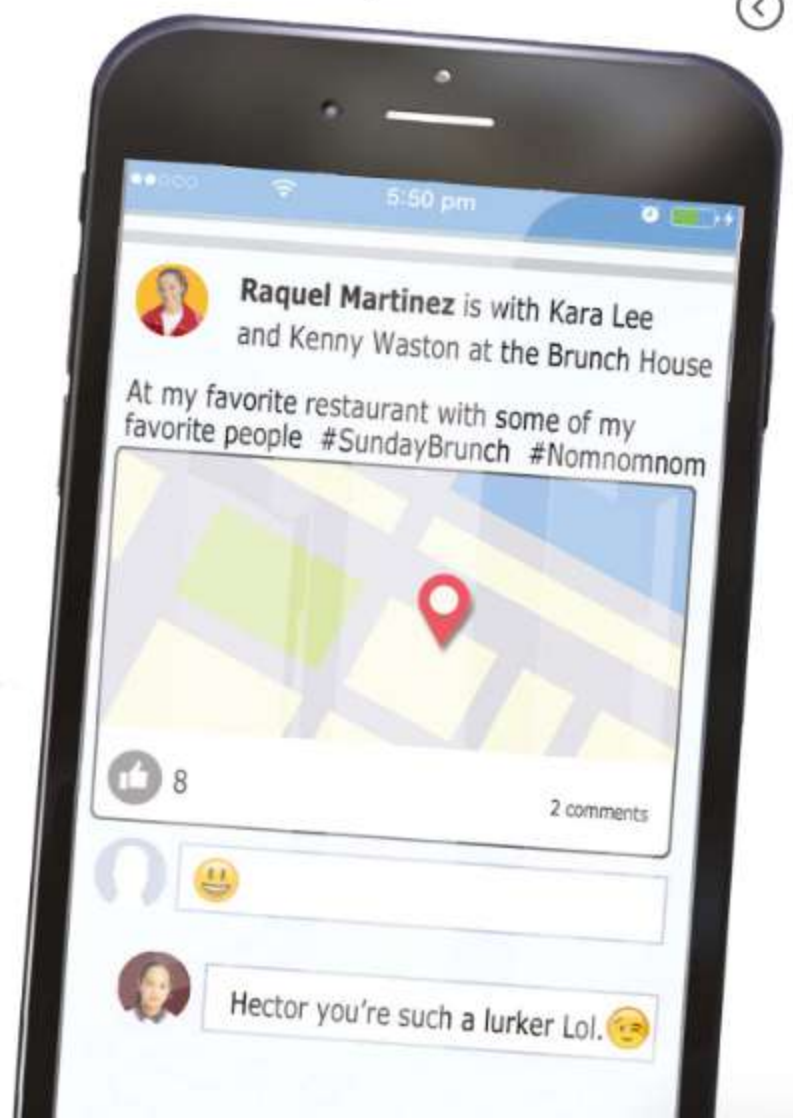 5:50 pm
Raquel Martinez is with Kara Lee
and Kenny Waston at the Brunch House
At my favorite restaurant with some of my
favorite people #SundayBrunch #Nomnomnom
8
2 comments
😃
Hector you're such a lurker Lol.😉